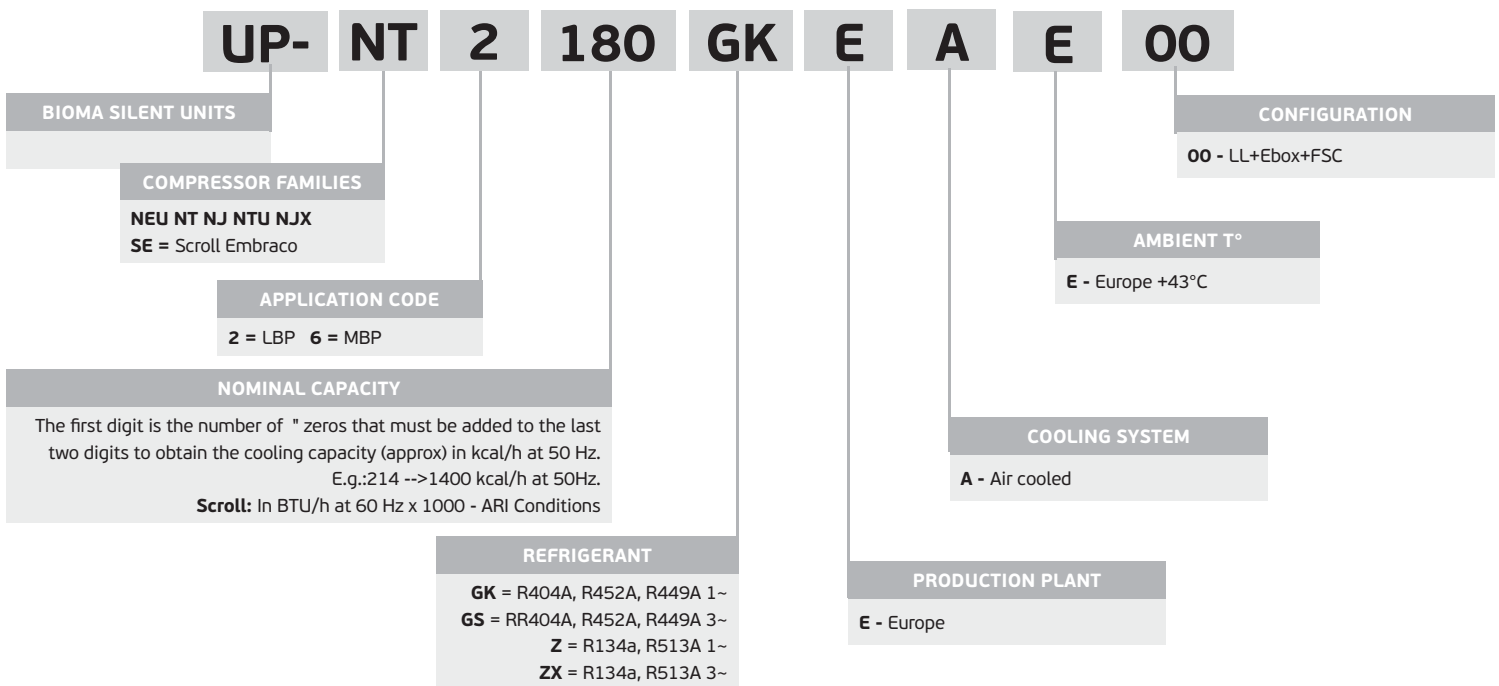 UP- NT 2 180 GK E A E 00
BIOMA SILENT UNITS
COMPRESSOR FAMILIES
NEU NT NJ NTU NJX
SE = Scroll Embraco
APPLICATION CODE
2 = LBP 6 = MBP
NOMINAL CAPACITY
The first digit is the number of " zeros that must be added to the last
two digits to obtain the cooling capacity (approx) in kcal/h at 50 Hz.
E.g.:214 -->1400 kcal/h at 50Hz.
Scroll: In BTU/h at 60 Hz x 1000 - ARI Conditions
REFRIGERANT
GK = R404A, R452A, R449A 1~
GS = RR404A, R452A, R449A 3~
Z = R134a, R513A 1~
ZX = R134a, R513A 3~
PRODUCTION PLANT
E - Europe
COOLING SYSTEM
A - Air cooled
AMBIENT T°
E - Europe +43°C
CONFIGURATION
00 - LL+Ebox+FSC